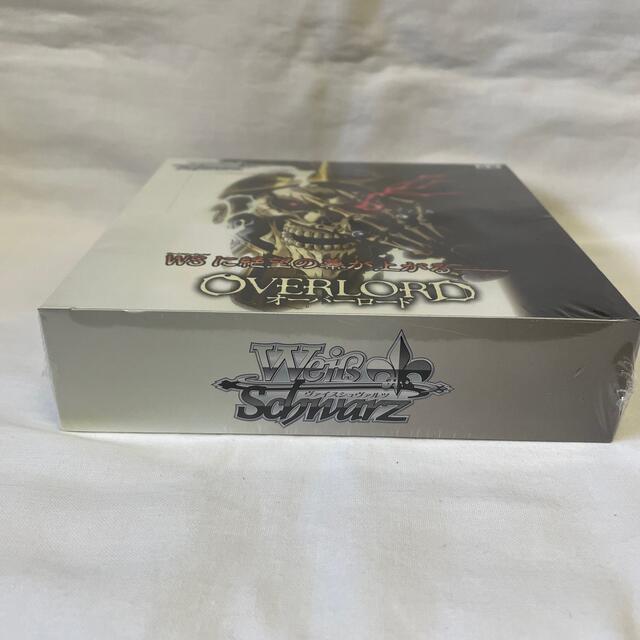 WSに絶望の幕が上がる――
OVERLORD
オーバーロード
Weiß
ヴァイスシュヴァルツ
Schwarz